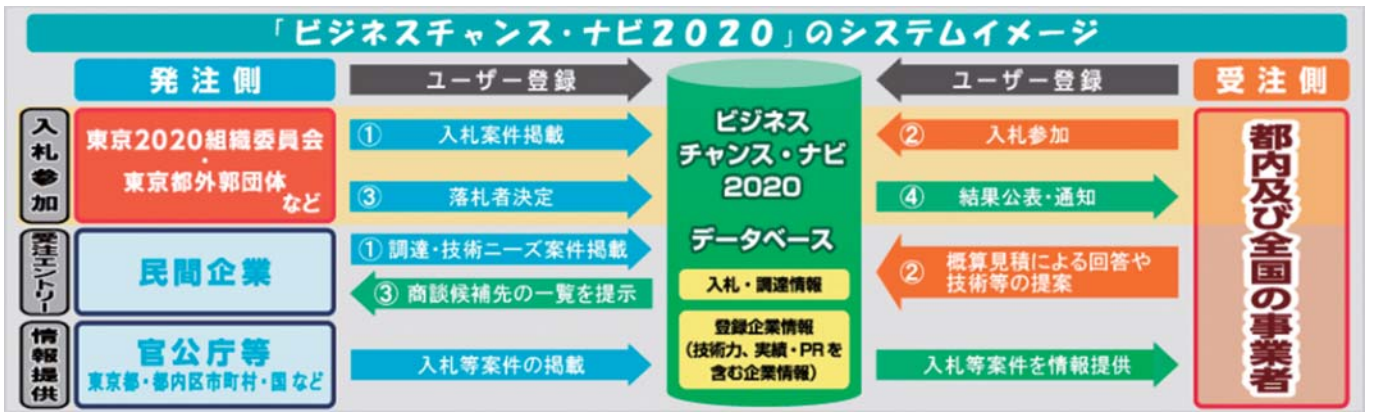 「ビジネスチャンス・ナビ2020」のシステムイメージ
発注側
ユーザー登録
ユーザー登録
受注側
入札参加
東京2020組織委員会
・
東京都外郭団体
など
① 入札案件掲載
③ 落札者決定
② 入札参加
④ 結果公表・通知
受注エントリー
民間企業
① 調達・技術ニーズ案件掲載
③ 商談候補先の一覧を提示
② 概算見積による回答や
技術等の提案
情報提供
官公庁等
東京都・都内区市町村・国 など
入札等案件の掲載
入札等案件を情報提供
ビジネス
チャンス・ナビ
2020
データベース
入札・調達情報
登録企業情報
(技術力、実績・PRを
含む企業情報)
都内及び全国の事業者